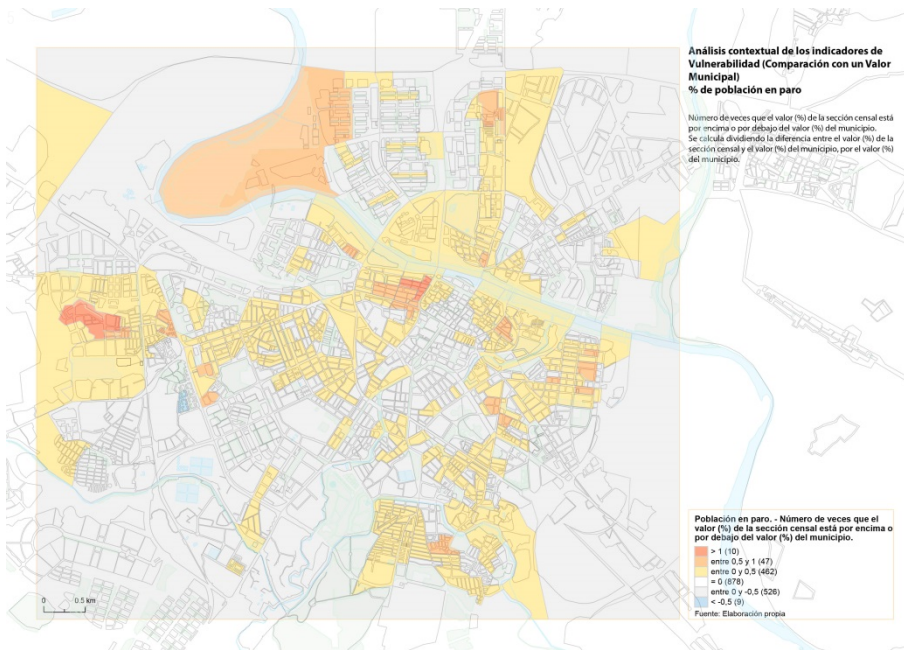 Análisis contextual de los indicadores de
Vulnerabilidad (Comparación con un Valor
Municipal)
% de población en paro
Número de veces que el valor (%) de la sección censal está
por encima o por debajo del valor (%) del municipio.
Se calcula dividiendo la diferencia entre el valor (%) de la
sección censal y el valor (%) del municipio, por el valor (%)
del municipio.
Población en paro. - Número de veces que el
valor (%) de la sección censal está por encima o
por debajo del valor (%) del municipio.
> 1 (10)
entre 0,5 y 1 (47)
entre 0 y 0,5 (462)
= 0 (878)
entre 0 y -0,5 (526)
< -0,5 (9)
Fuente: Elaboración propia
0 0.5 km